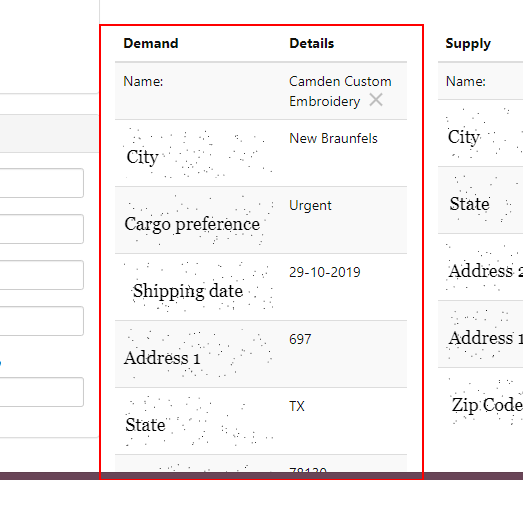 Demand Details Supply
Name: Camden Custom Name:
Embroidery
City New Braunfels City
Cargo preference Urgent State
Shipping date 29-10-2019 Address 2
Address 1 697 Address 1
State TX Zip Code
78130